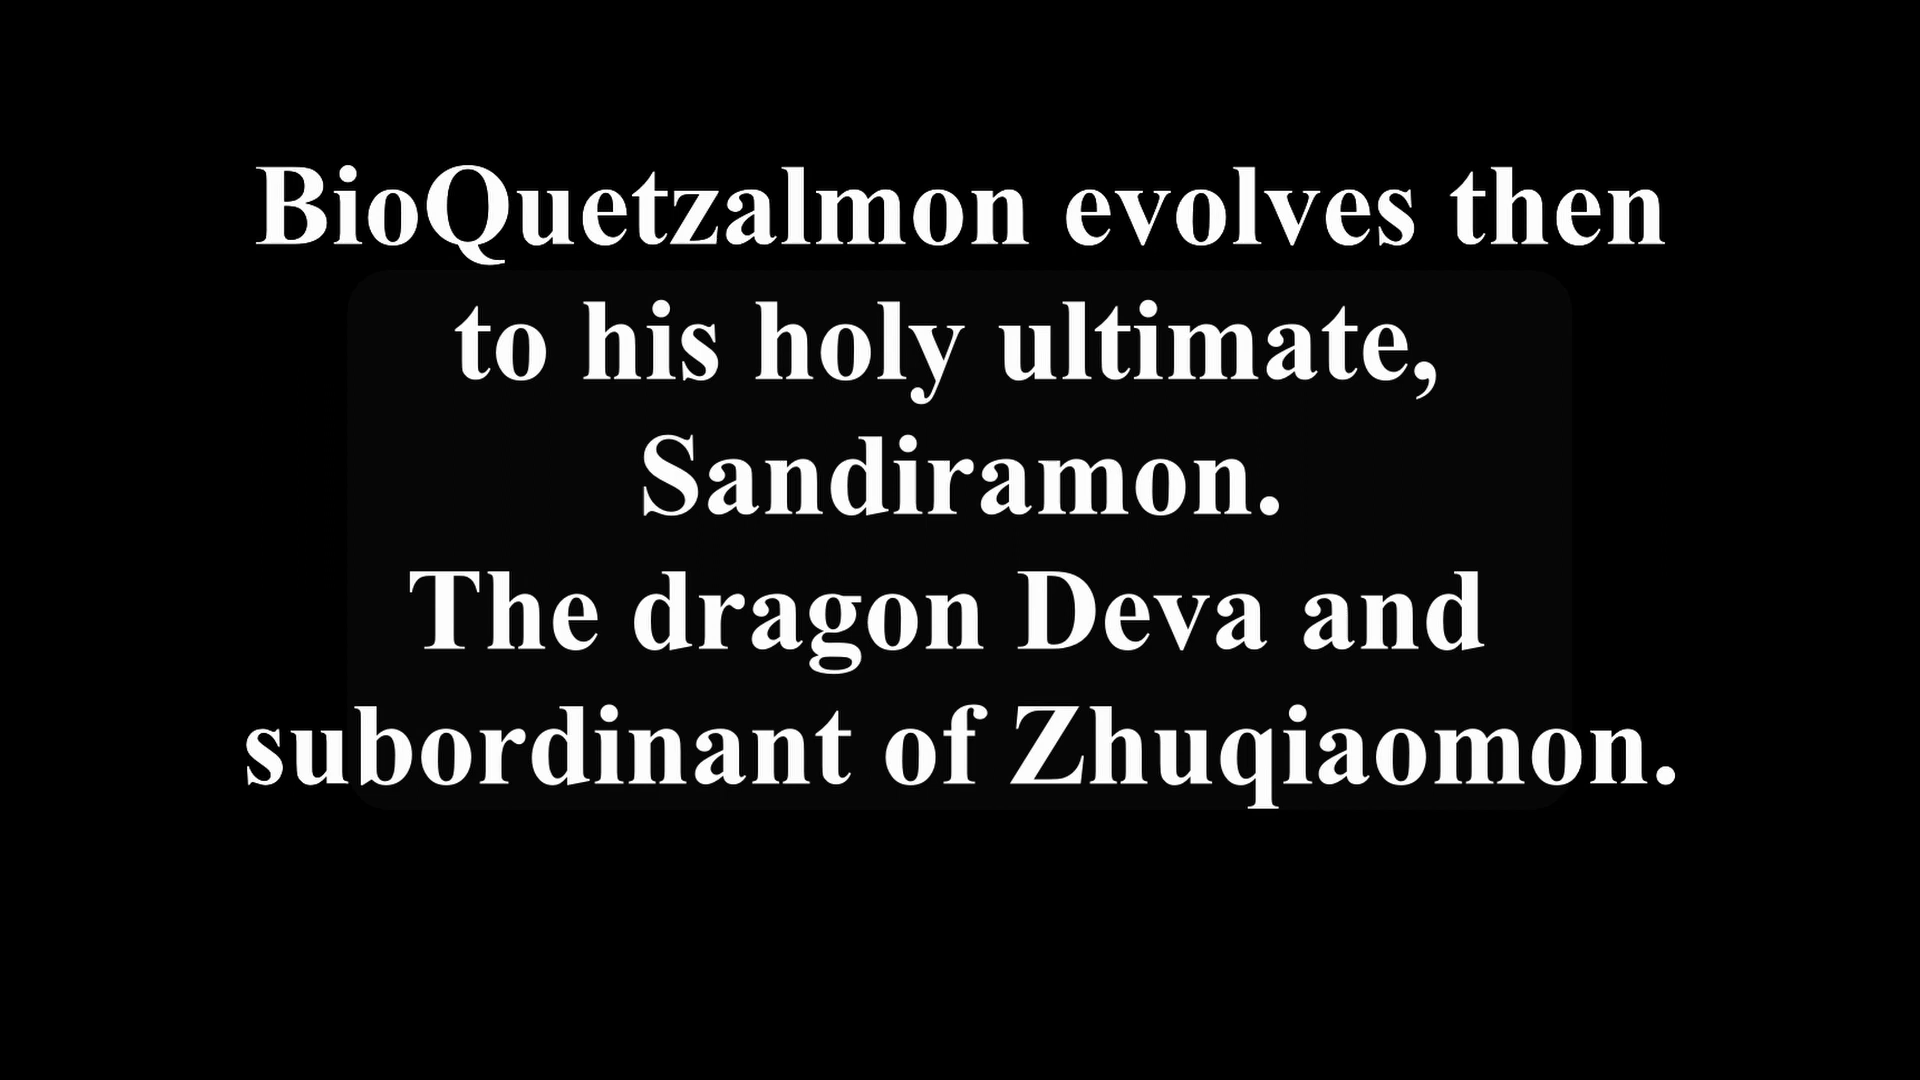 BioQuetzalmon evolves then
to his holy ultimate,
Sandiramon.
The dragon Deva and
subordinant of Zhuqiaomon.